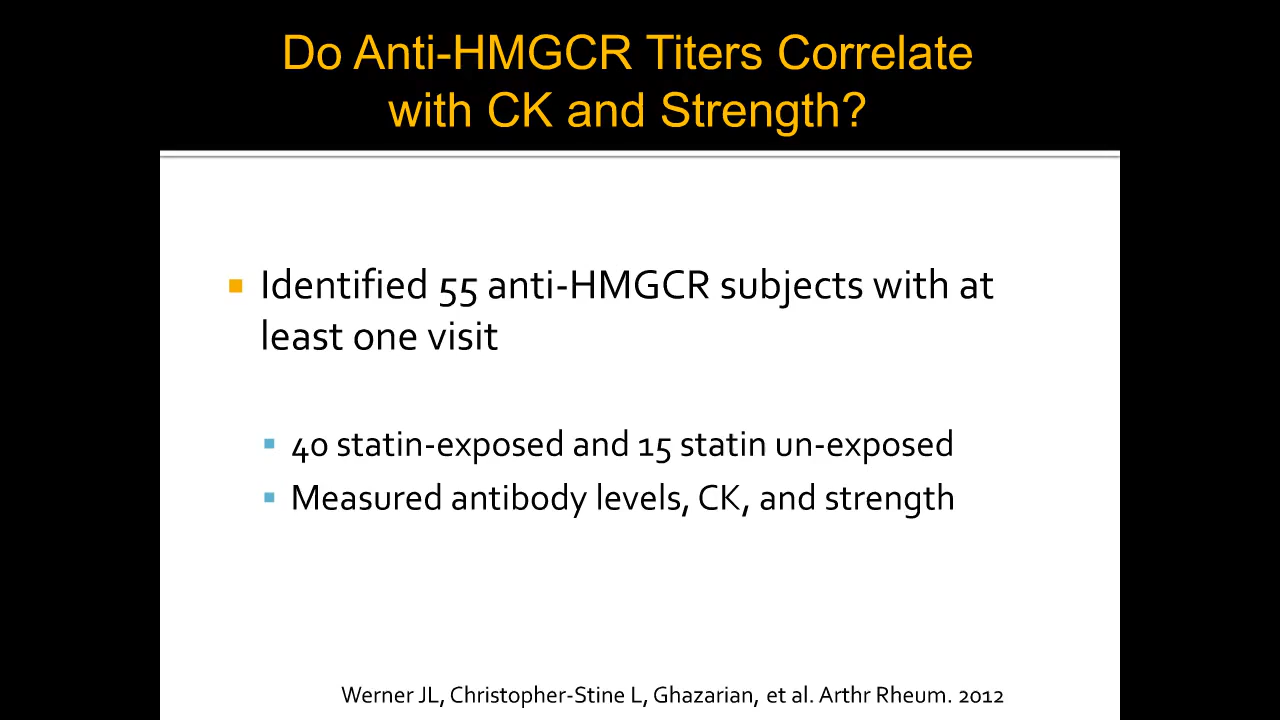 Do Anti-HMGCR Titers Correlate
with CK and Strength?
Identified 55 anti-HMGCR subjects with at
least one visit
40 statin-exposed and 15 statin un-exposed
Measured antibody levels, CK, and strength
Werner JL, Christopher-Stine L, Ghazarian, et al. Arthr Rheum. 2012